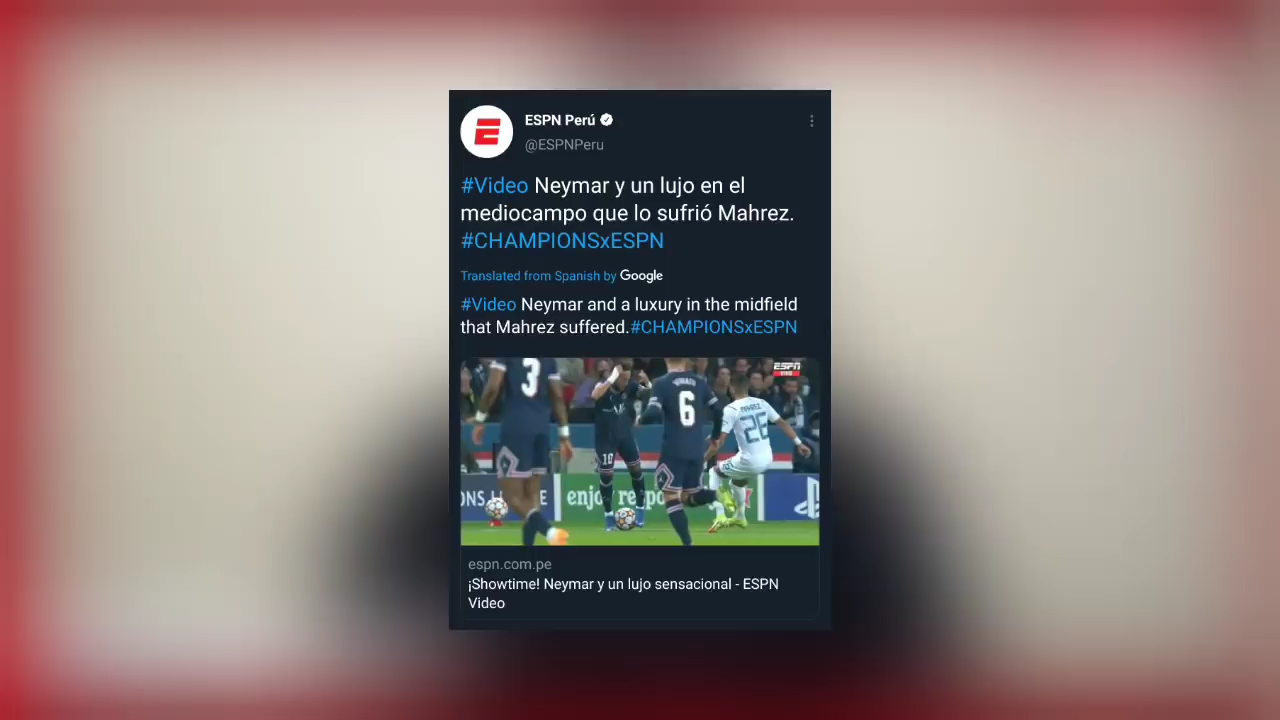 ESPN Perú
@ESPNPeru
#Video Neymar y un lujo en el
mediocampo que lo sufrió Mahrez.
#CHAMPIONSxESPN
Translated from Spanish by Google
#Video Neymar and a luxury in the midfield
that Mahrez suffered.#CHAMPIONSxESPN
ESPN
3
6
MAHREZ
26
10
enjoy
espn.com.pe
¡Showtime! Neymar y un lujo sensacional - ESPN
Video